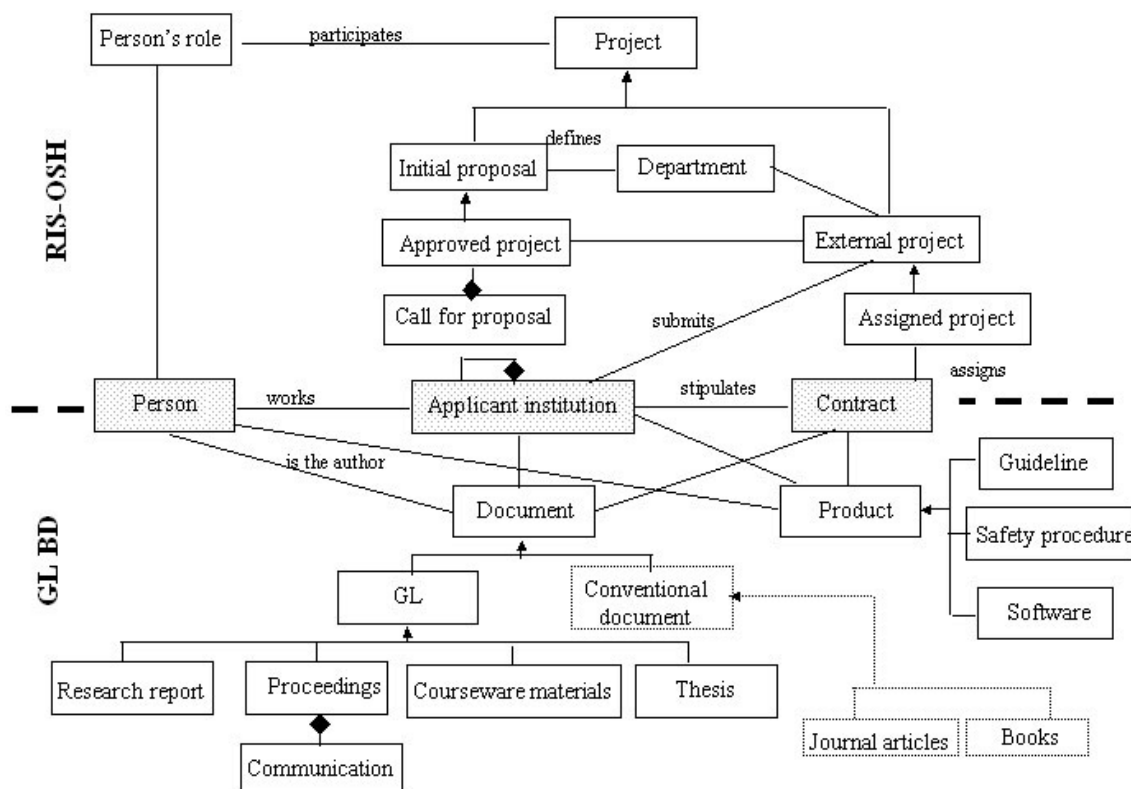 Person's role
participates
Project
RIS-OSH
defines
Initial proposal
Department
Approved project
External project
Call for proposal
submits
Assigned project
assigns
Person
works
Applicant institution
stipulates
Contract
is the author
Guideline
Document
Product
Safety procedure
GL BD
GL
Conventional
document
Software
Research report
Proceedings
Courseware materials
Thesis
Journal articles
Books
Communication